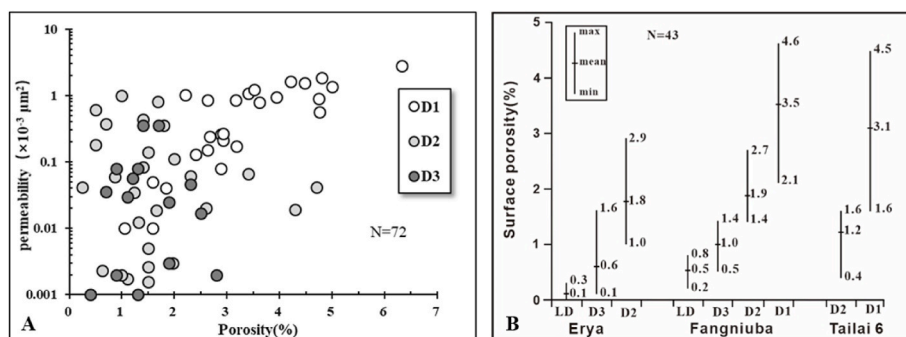 10
1
0.1
0.01
0.001
permeability (×10⁻³ μm²)
D1
D2
D3
N=72
0 1 2 3 4 5 6 7
Porosity(%)
A
5
4
3
2
1
0
Surface porosity(%)
max
mean
min
N=43
0.3
0.1
1.6
0.6
0.1
2.9
1.8
1.0
0.8
0.5
0.2
1.4
1.0
0.5
2.7
1.9
1.4
4.6
3.5
2.1
1.6
1.2
0.4
4.5
3.1
1.6
LD D3 D2 LD D3 D2 D1 D2 D1
Erya Fangniuba Tailai 6
B